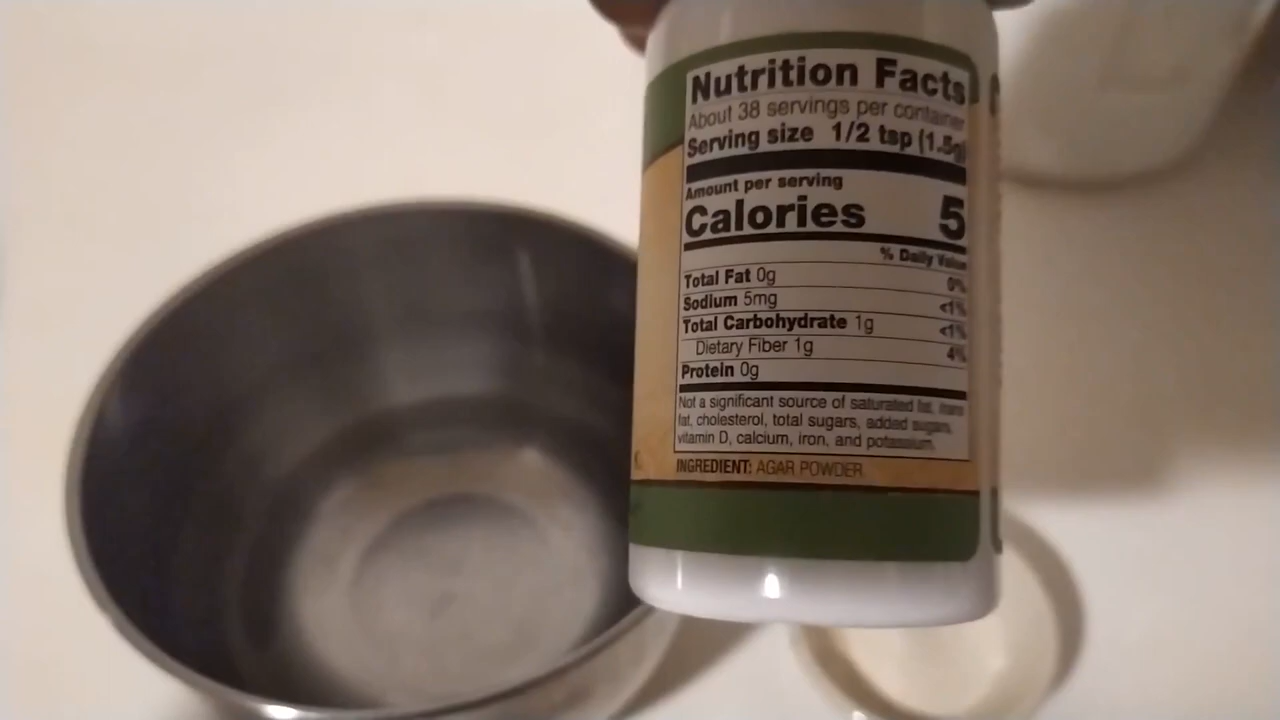 Nutrition Facts
About 38 servings per container
Serving size 1/2 tsp (1.5g)
Amount per serving
Calories 5
% Daily Value
Total Fat 0g 0%
Sodium 5mg <1%
Total Carbohydrate 1g <1%
Dietary Fiber 1g 4%
Protein 0g
Not a significant source of saturated fat, trans
fat, cholesterol, total sugars, added sugars,
vitamin D, calcium, iron, and potassium.
INGREDIENT: AGAR POWDER